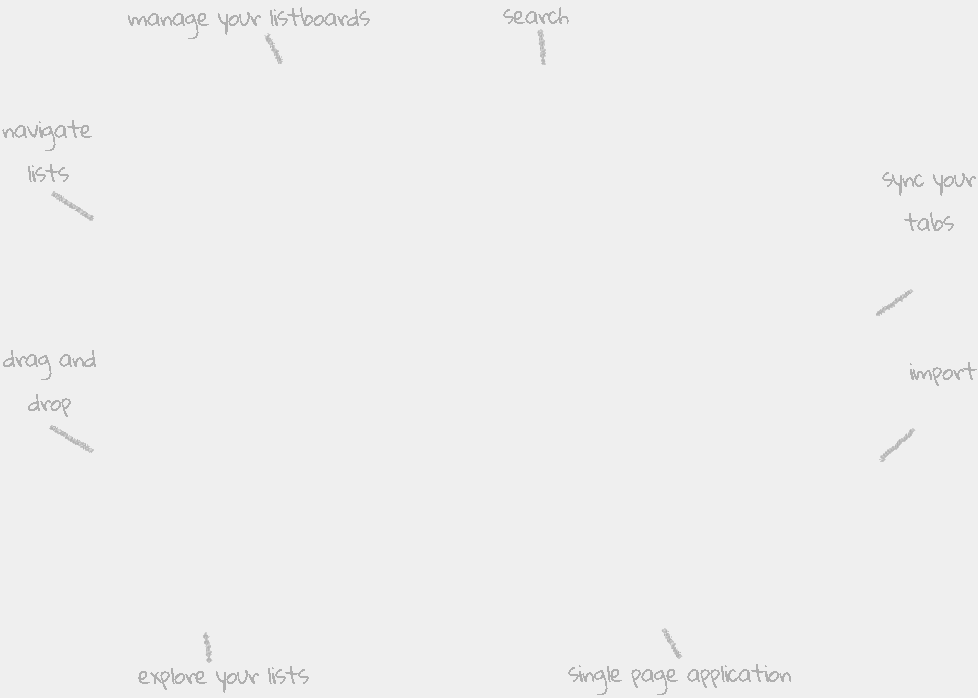 manage your listboards
search
navigate
lists
sync your
tabs
drag and
drop
import
explore your lists
single page application